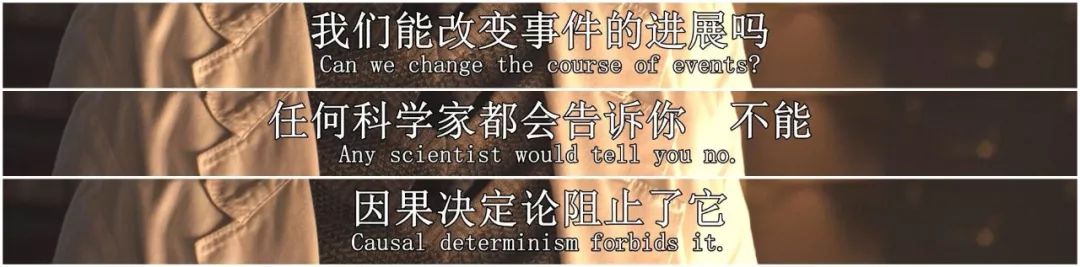 我们能改变事件的进展吗
Can we change the course of events?
任何科学家都会告诉你 不能
Any scientist would tell you no.
因果决定论阻止了它
Causal determinism forbids it.